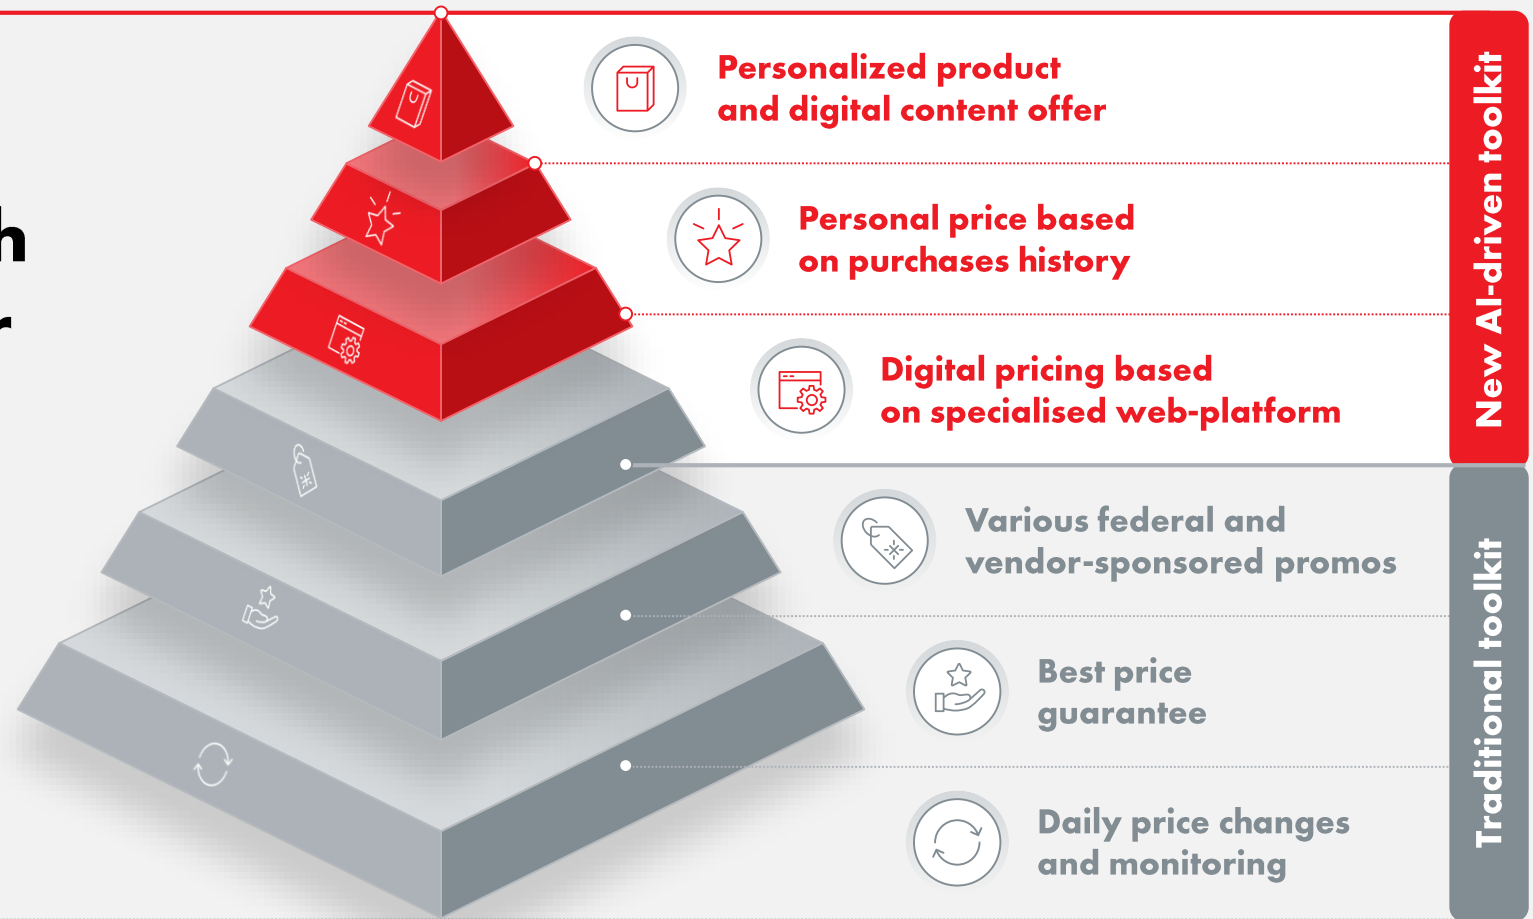 Personalized product
and digital content offer
Personal price based
on purchases history
Digital pricing based
on specialised web-platform
New AI-driven toolkit
Various federal and
vendor-sponsored promos
Best price
guarantee
Daily price changes
and monitoring
Traditional toolkit